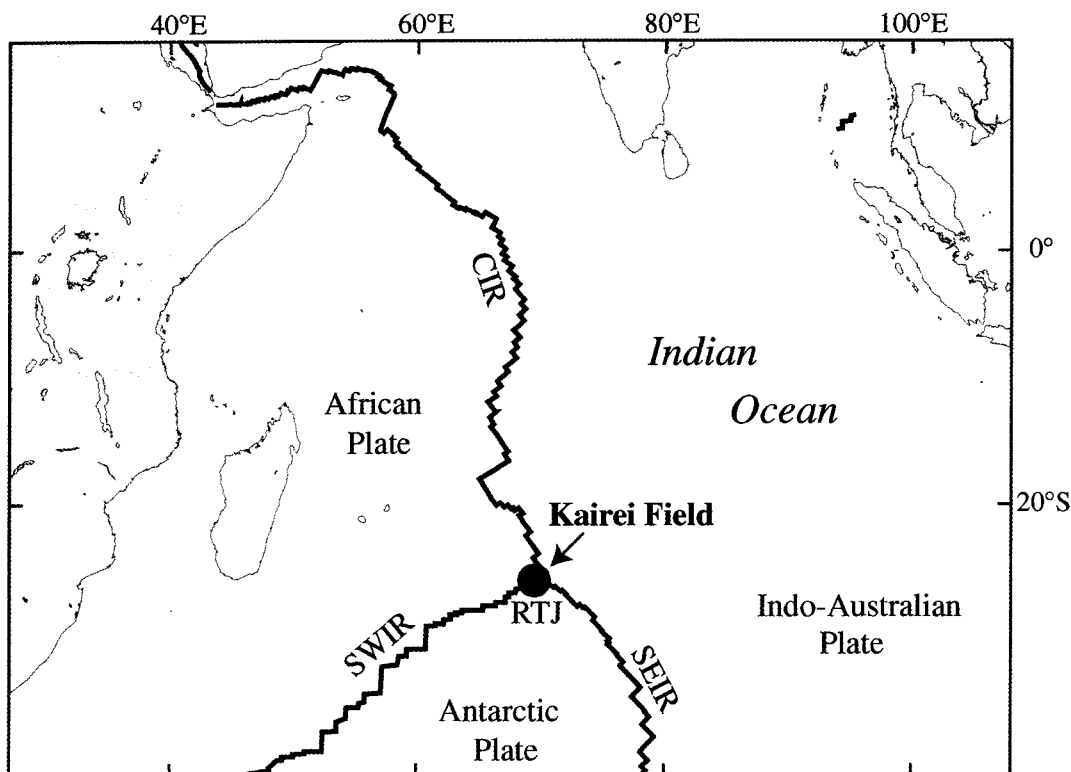 40°E
60°E
80°E
100°E
0°
CIR
Indian
Ocean
African
Plate
20°S
Kairei Field
RTJ
Indo-Australian
Plate
SWIR
SEIR
Antarctic
Plate